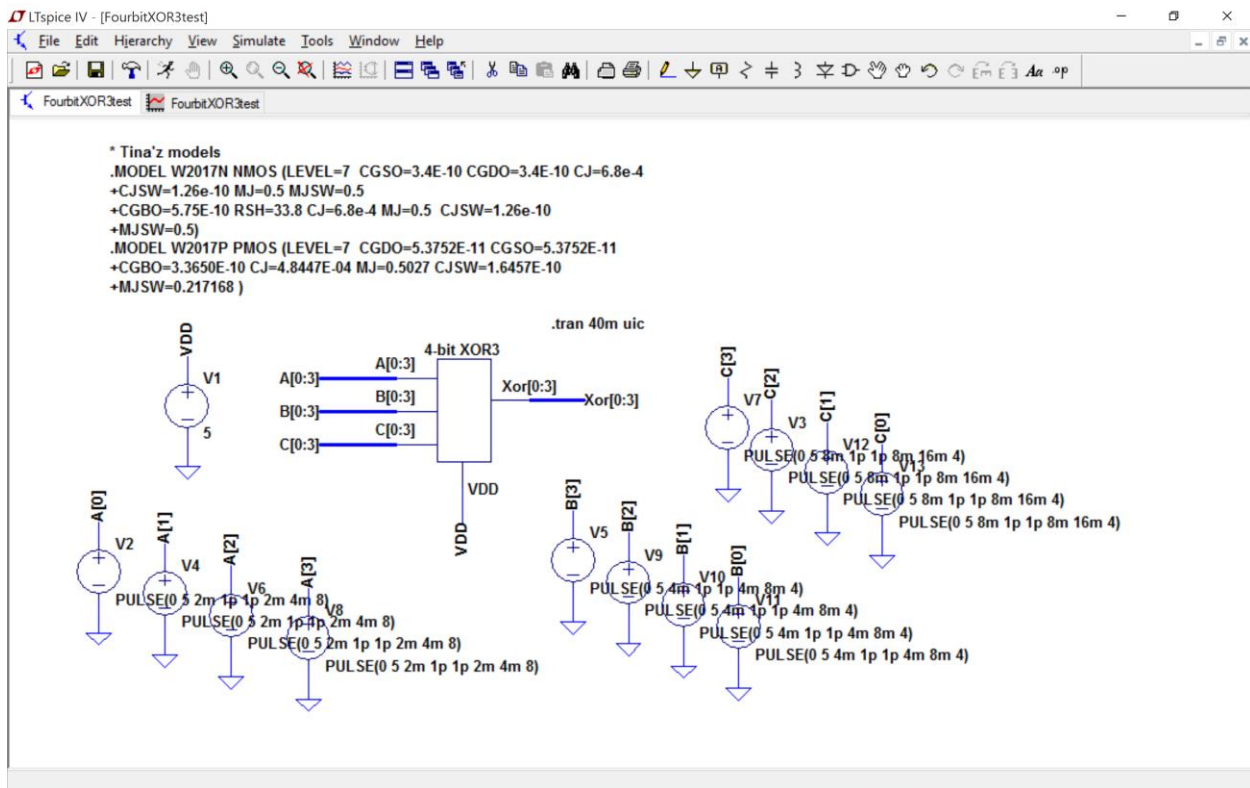 LTspice IV - [FourbitXOR3test]
File Edit Hierarchy View Simulate Tools Window Help
Aa .op
FourbitXOR3test FourbitXOR3test
* Tina'z models
.MODEL W2017N NMOS (LEVEL=7 CGSO=3.4E-10 CGDO=3.4E-10 CJ=6.8e-4
+CJSW=1.26e-10 MJ=0.5 MJSW=0.5
+CGBO=5.75E-10 RSH=33.8 CJ=6.8e-4 MJ=0.5 CJSW=1.26e-10
+MJSW=0.5)
.MODEL W2017P PMOS (LEVEL=7 CGDO=5.3752E-11 CGSO=5.3752E-11
+CGBO=3.3650E-10 CJ=4.8447E-04 MJ=0.5027 CJSW=1.6457E-10
+MJSW=0.217168 )
.tran 40m uic
VDD
V1
5
4-bit XOR3
A[0:3] A[0:3]
B[0:3] B[0:3]
C[0:3] C[0:3]
Xor[0:3] Xor[0:3]
VDD
VDD
C[3]
V7
PULSE(0 5 8m 1p 1p 8m 16m 4)
C[2]
V3
PULSE(0 5 8m 1p 1p 8m 16m 4)
C[1]
V12
PULSE(0 5 8m 1p 1p 8m 16m 4)
C[0]
V13
PULSE(0 5 8m 1p 1p 8m 16m 4)
A[0]
V2
PULSE(0 5 2m 1p 1p 2m 4m 8)
A[1]
V4
PULSE(0 5 2m 1p 1p 2m 4m 8)
A[2]
V6
PULSE(0 5 2m 1p 1p 2m 4m 8)
A[3]
V8
PULSE(0 5 2m 1p 1p 2m 4m 8)
B[3]
V5
PULSE(0 5 4m 1p 1p 4m 8m 4)
B[2]
V9
PULSE(0 5 4m 1p 1p 4m 8m 4)
B[1]
V10
PULSE(0 5 4m 1p 1p 4m 8m 4)
B[0]
V11
PULSE(0 5 4m 1p 1p 4m 8m 4)